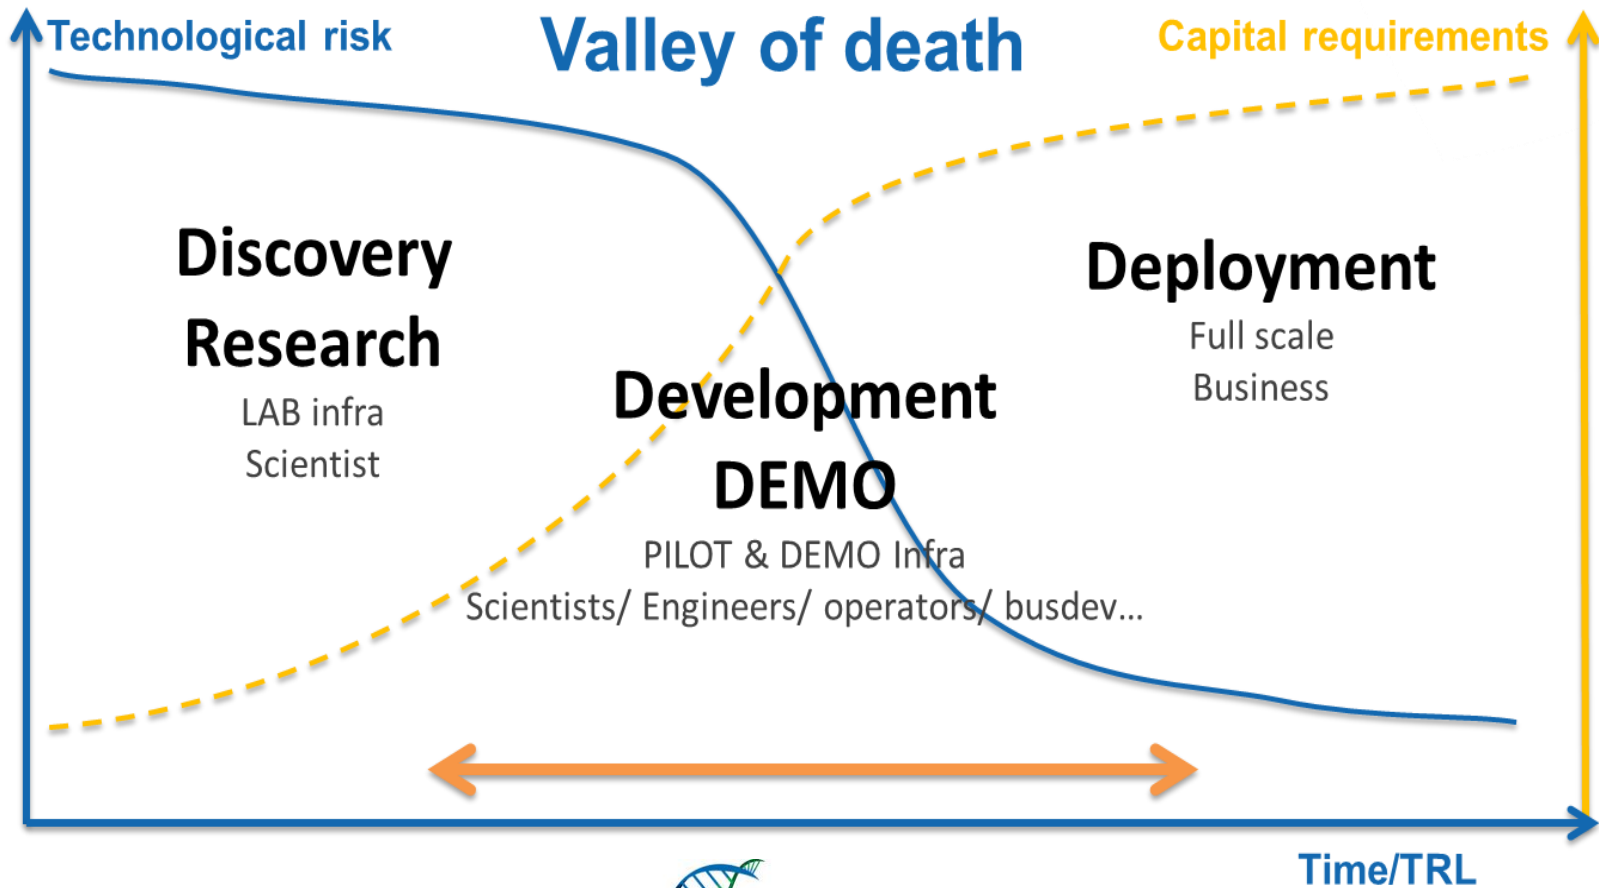 Technological risk
Valley of death
Capital requirements
Discovery
Research
LAB infra
Scientist
Development
DEMO
PILOT & DEMO Infra
Scientists/ Engineers/ operators/ busdev...
Deployment
Full scale
Business
Time/TRL